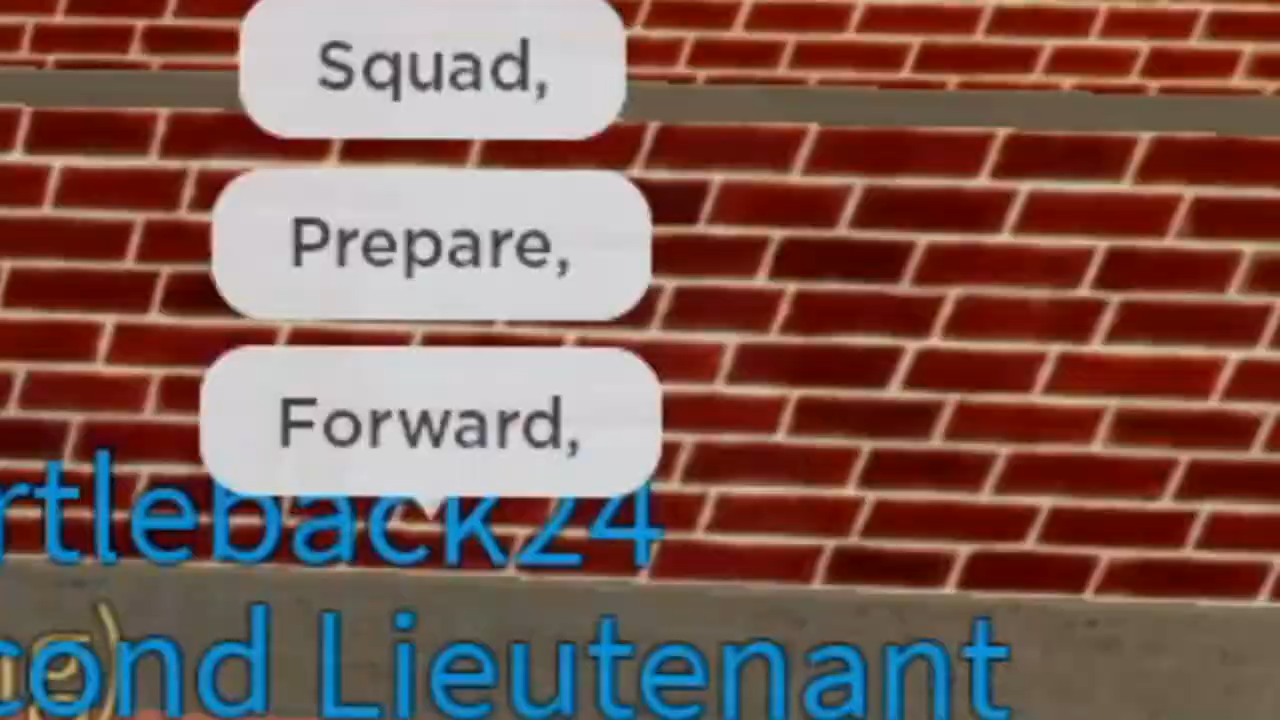 Squad,
Prepare,
Forward,
rtleback24
cond Lieutenant